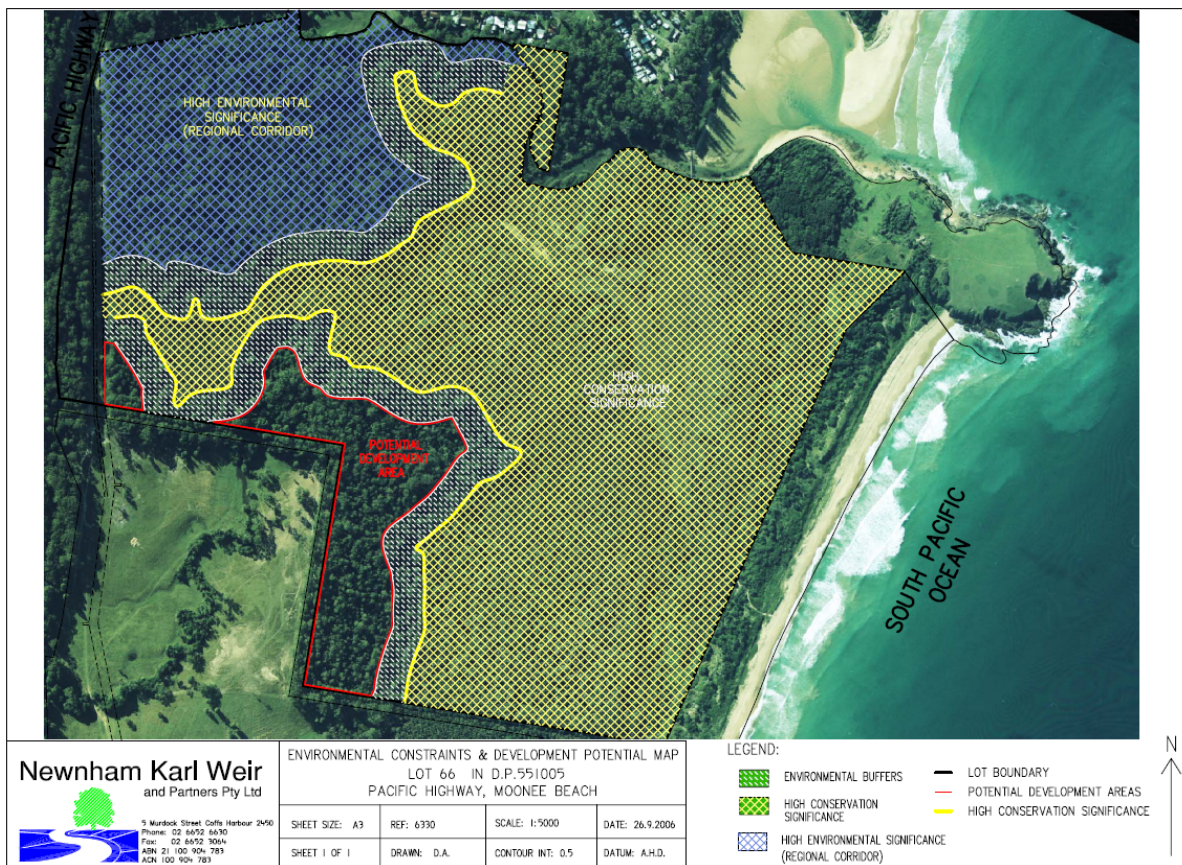 PACIFIC HIGHWAY
HIGH ENVIRONMENTAL
SIGNIFICANCE
(REGIONAL CORRIDOR)
HIGH
CONSERVATION
SIGNIFICANCE
POTENTIAL
DEVELOPMENT
AREA
SOUTH PACIFIC
OCEAN
Newnham Karl Weir
and Partners Pty Ltd
5 Murdock Street Coffs Harbour 2450
Phone: 02 6652 6630
Fax: 02 6652 3064
ABN 21 100 904 783
ACN 100 904 783
ENVIRONMENTAL CONSTRAINTS & DEVELOPMENT POTENTIAL MAP
LOT 66 IN D.P.551005
PACIFIC HIGHWAY, MOONEE BEACH
SHEET SIZE: A3
REF: 6330
SCALE: 1:5000
DATE: 26.9.2006
SHEET 1 OF 1
DRAWN: D.A.
CONTOUR INT: 0.5
DATUM: A.H.D.
LEGEND:
ENVIRONMENTAL BUFFERS
HIGH CONSERVATION
SIGNIFICANCE
HIGH ENVIRONMENTAL SIGNIFICANCE
(REGIONAL CORRIDOR)
LOT BOUNDARY
POTENTIAL DEVELOPMENT AREAS
HIGH CONSERVATION SIGNIFICANCE
N